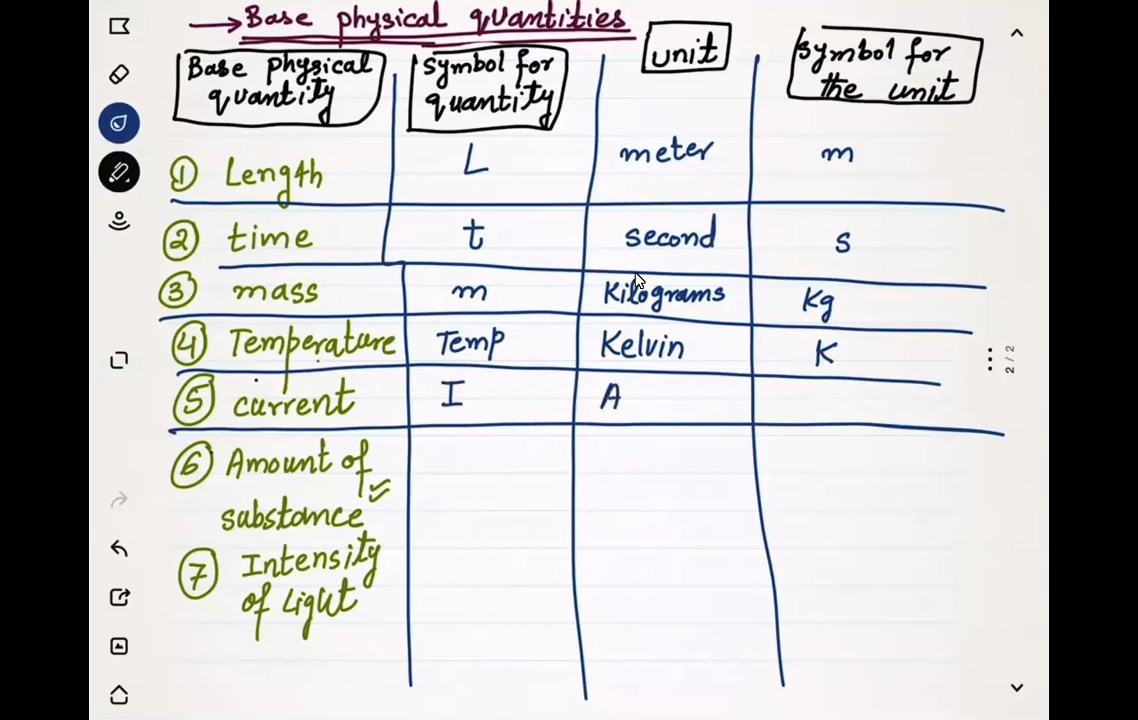 Base physical quantities
Base physical quantity
symbol for quantity
unit
symbol for the unit
① Length L meter m
② time t second s
③ mass m Kilograms Kg
④ Temperature Temp Kelvin K
⑤ current I A
⑥ Amount of
substance
⑦ Intensity
of Light
2/2